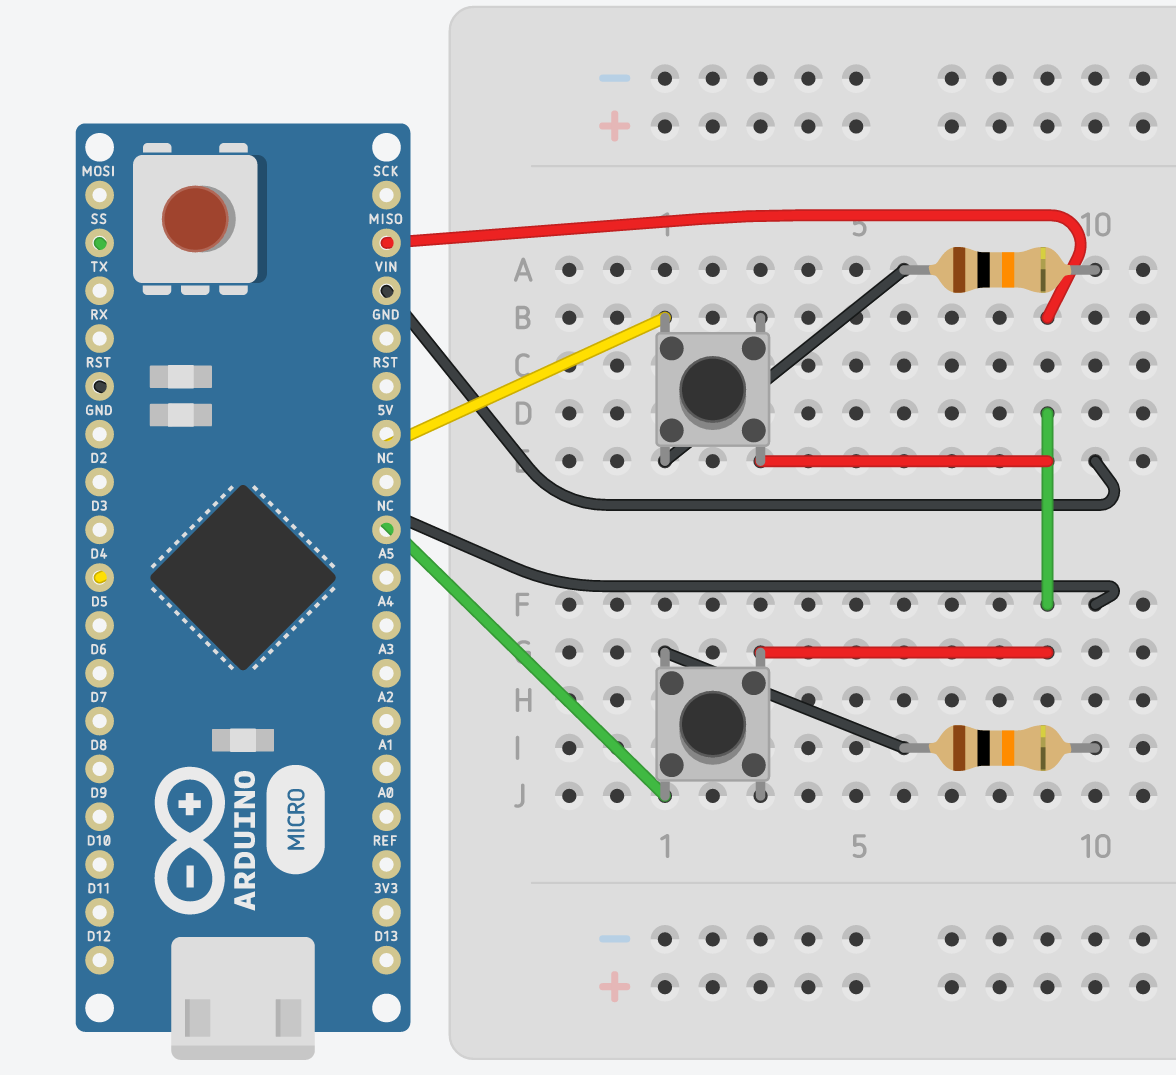 MOSI
SS
TX
RX
RST
GND
D2
D3
D4
D5
D6
D7
D8
D9
D10
D11
D12
SCK
MISO
VIN
GND
RST
5V
NC
NC
A5
A4
A3
A2
A1
A0
REF
3V3
D13
ARDUINO
MICRO
− 
+
1 5 10
A
B
C
D
E
F
G
H
I
J
1 5 10
−
+